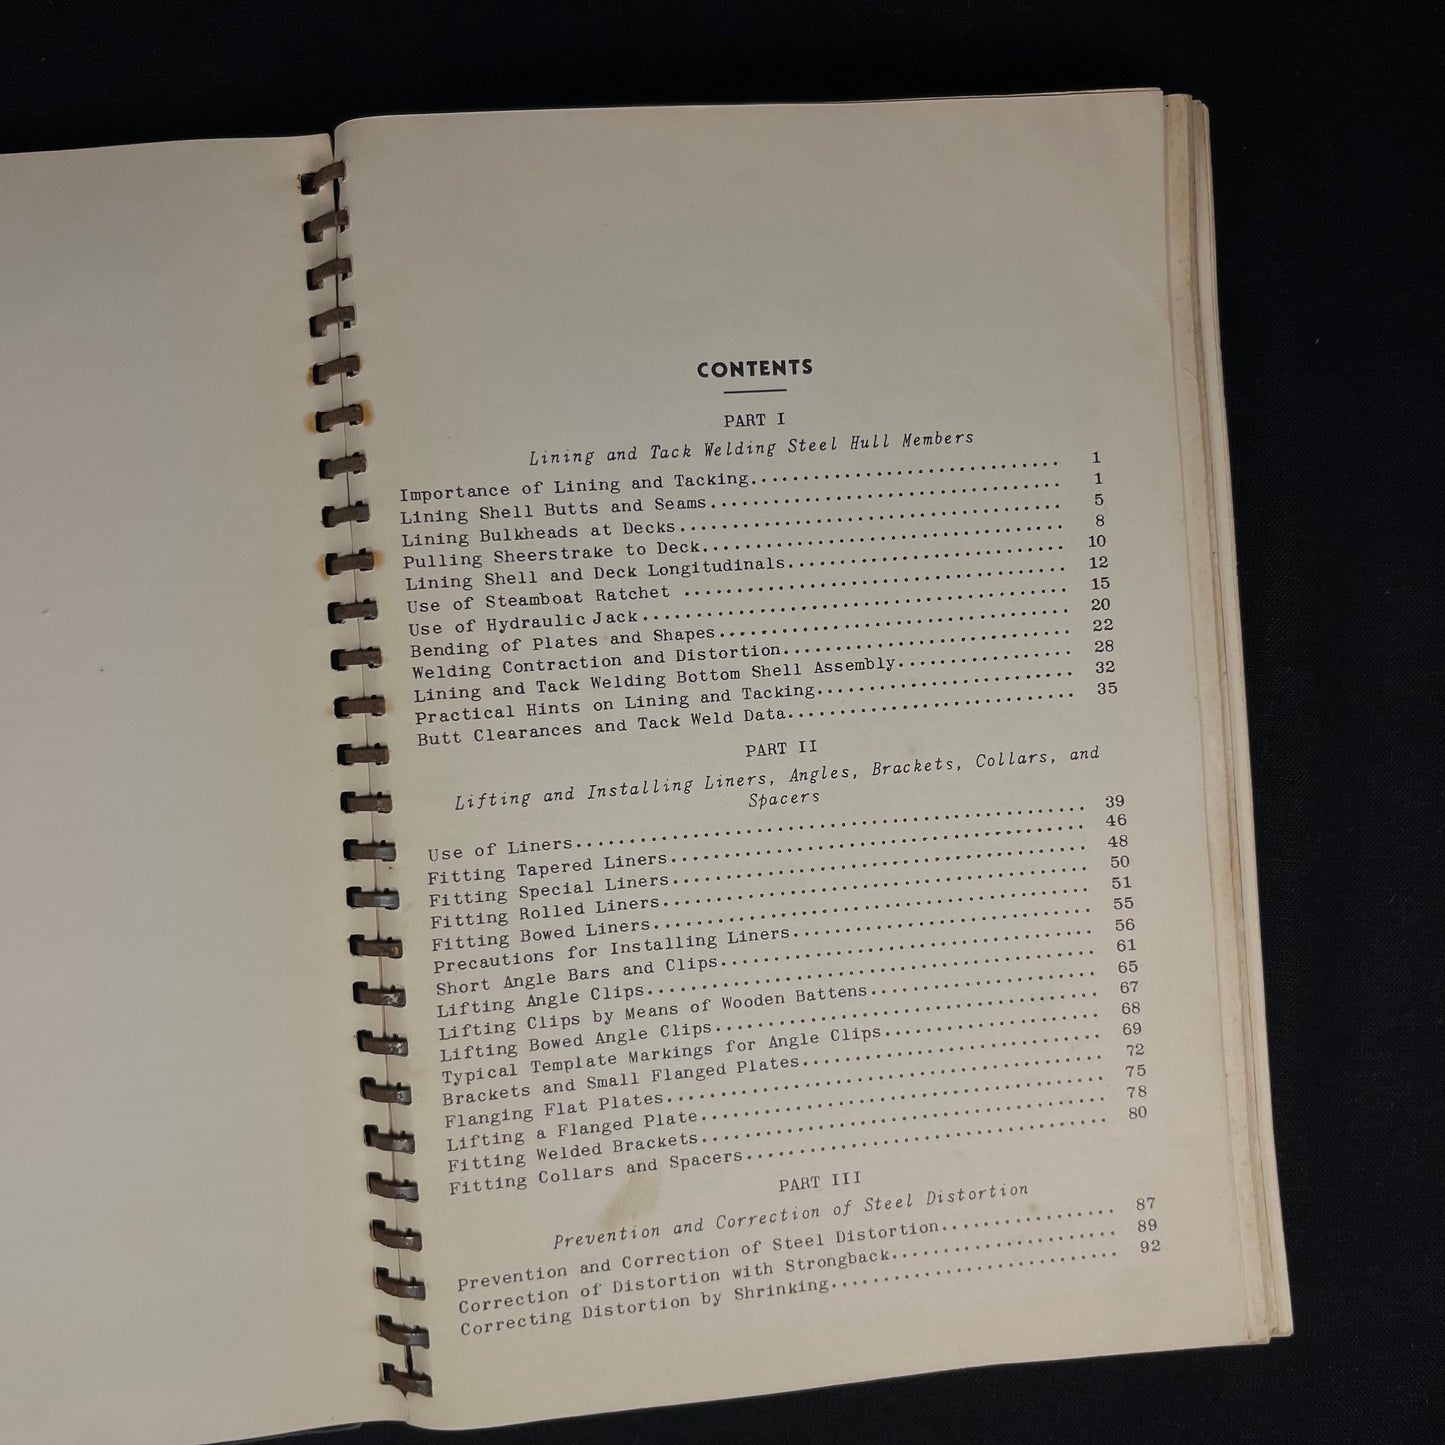 CONTENTS
PART I
Lining and Tack Welding Steel Hull Members
Importance of Lining and Tacking.............................. 1
Lining Shell Butts and Seams.................................. 1
Lining Bulkheads at Decks..................................... 5
Pulling Sheerstrake to Deck................................... 8
Lining Shell and Deck Longitudinals........................... 10
Use of Steamboat Ratchet ..................................... 12
Use of Hydraulic Jack......................................... 15
Bending of Plates and Shapes.................................. 20
Welding Contraction and Distortion............................ 22
Lining and Tack Welding Bottom Shell Assembly................. 28
Practical Hints on Lining and Tacking......................... 32
Butt Clearances and Tack Weld Data............................ 35
PART II
Lifting and Installing Liners, Angles, Brackets, Collars, and
Spacers
Use of Liners................................................. 39
Fitting Tapered Liners........................................ 46
Fitting Special Liners........................................ 48
Fitting Rolled Liners......................................... 50
Fitting Bowed Liners.......................................... 51
Precautions for Installing Liners............................. 55
Short Angle Bars and Clips.................................... 56
Lifting Angle Clips........................................... 61
Lifting Clips by Means of Wooden Battens...................... 65
Lifting Bowed Angle Clips..................................... 67
Typical Template Markings for Angle Clips..................... 68
Brackets and Small Flanged Plates............................. 69
Flanging Flat Plates.......................................... 72
Lifting a Flanged Plate....................................... 75
Fitting Welded Brackets....................................... 78
Fitting Collars and Spacers................................... 80
PART III
Prevention and Correction of Steel Distortion
Prevention and Correction of Steel Distortion................. 87
Correction of Distortion with Strongback...................... 89
Correcting Distortion by Shrinking............................ 92